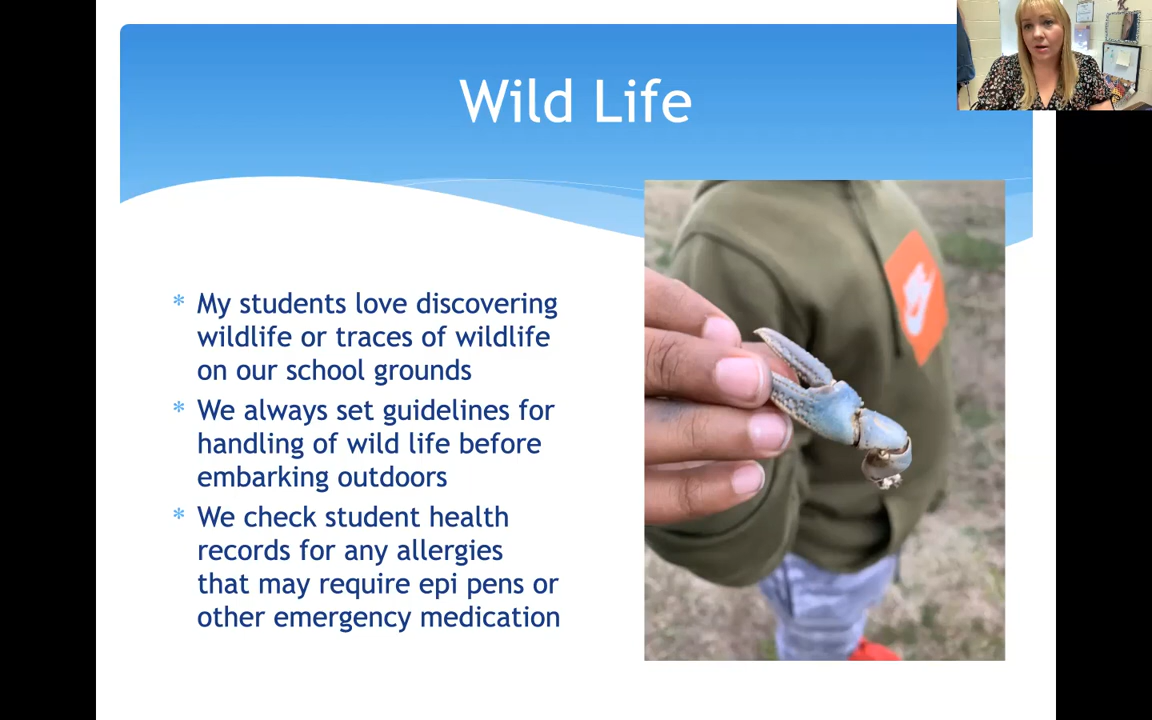 Wild Life
* My students love discovering
wildlife or traces of wildlife
on our school grounds
* We always set guidelines for
handling of wild life before
embarking outdoors
* We check student health
records for any allergies
that may require epi pens or
other emergency medication